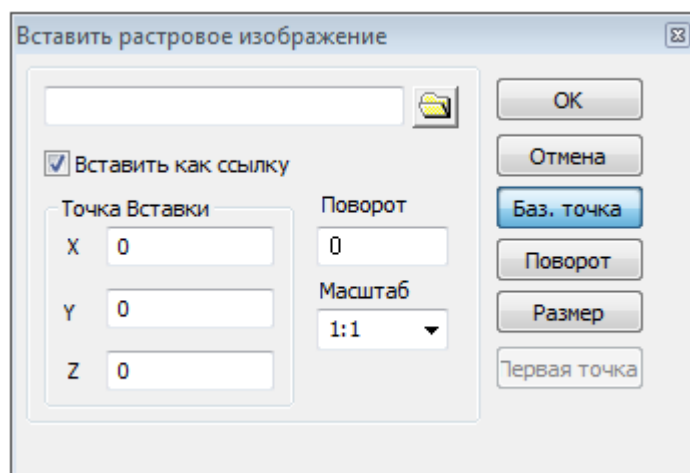 Вставить растровое изображение
OK
Вставить как ссылку
Отмена
Точка Вставки
Поворот
Баз. точка
X 0
0
Поворот
Масштаб
Y 0
1:1
Размер
Z 0
Первая точка